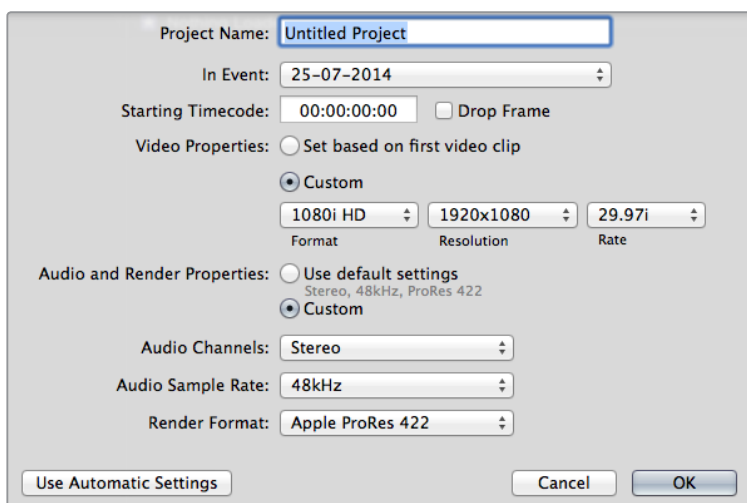 Project Name: Untitled Project
In Event: 25-07-2014
Starting Timecode: 00:00:00:00 Drop Frame
Video Properties: Set based on first video clip
Custom
1080i HD 1920x1080 29.97i
Format Resolution Rate
Audio and Render Properties: Use default settings
Stereo, 48kHz, ProRes 422
Custom
Audio Channels: Stereo
Audio Sample Rate: 48kHz
Render Format: Apple ProRes 422
Use Automatic Settings Cancel OK